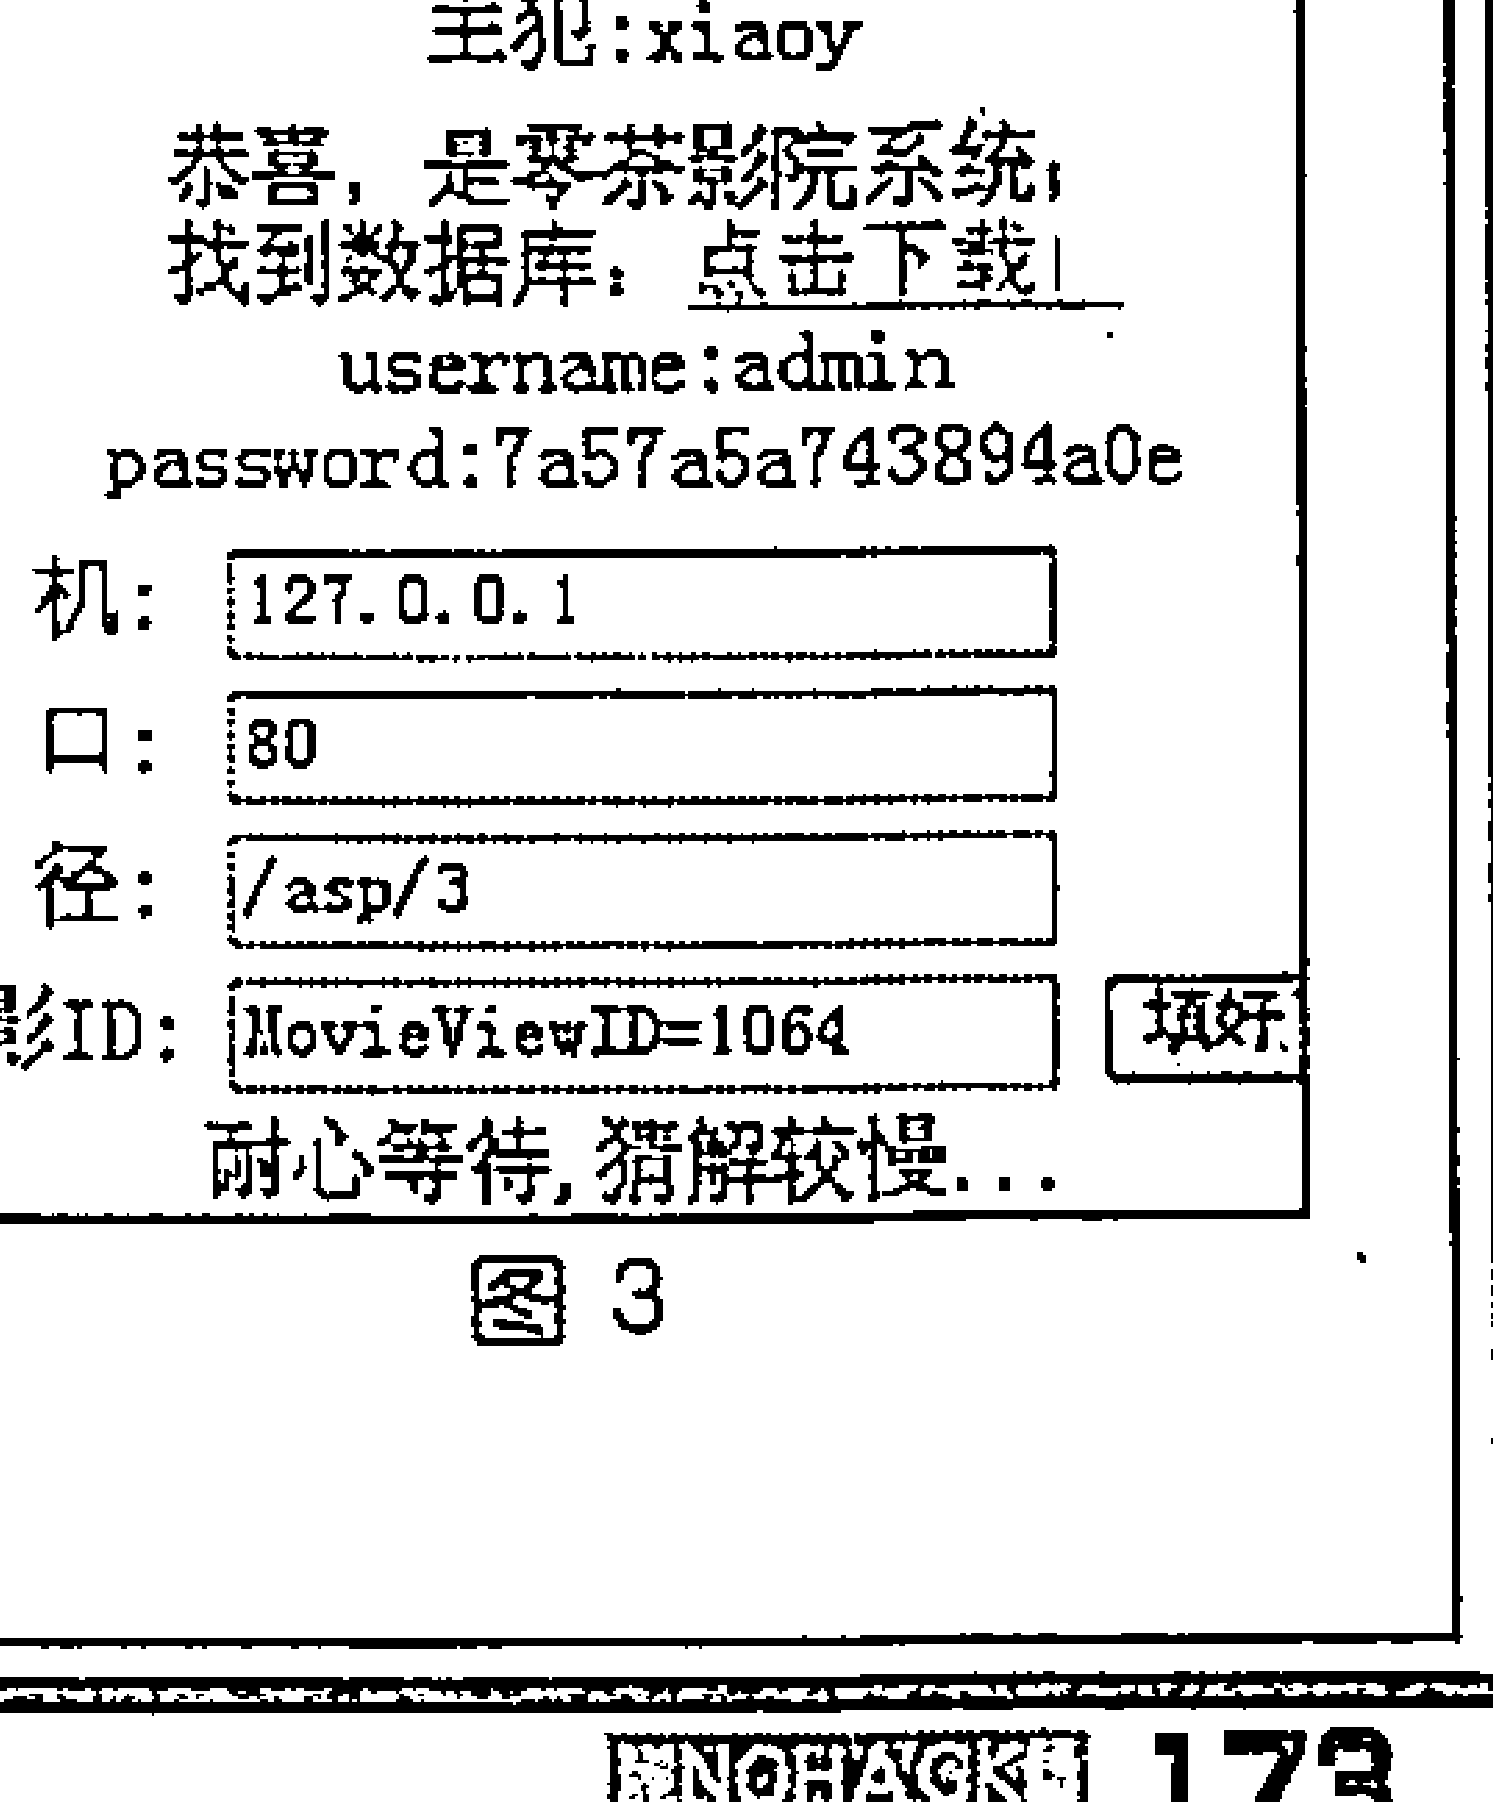 主犯:xiaoy
恭喜，是零茶影院系统，
找到数据库：点击下载！
username:admin
password:7a57a5a743894a0e
机： 127.0.0.1
口： 80
径： /asp/3
影ID： MovieViewID=1064 填好
耐心等待,猜解较慢...
图 3
NOHACK 173